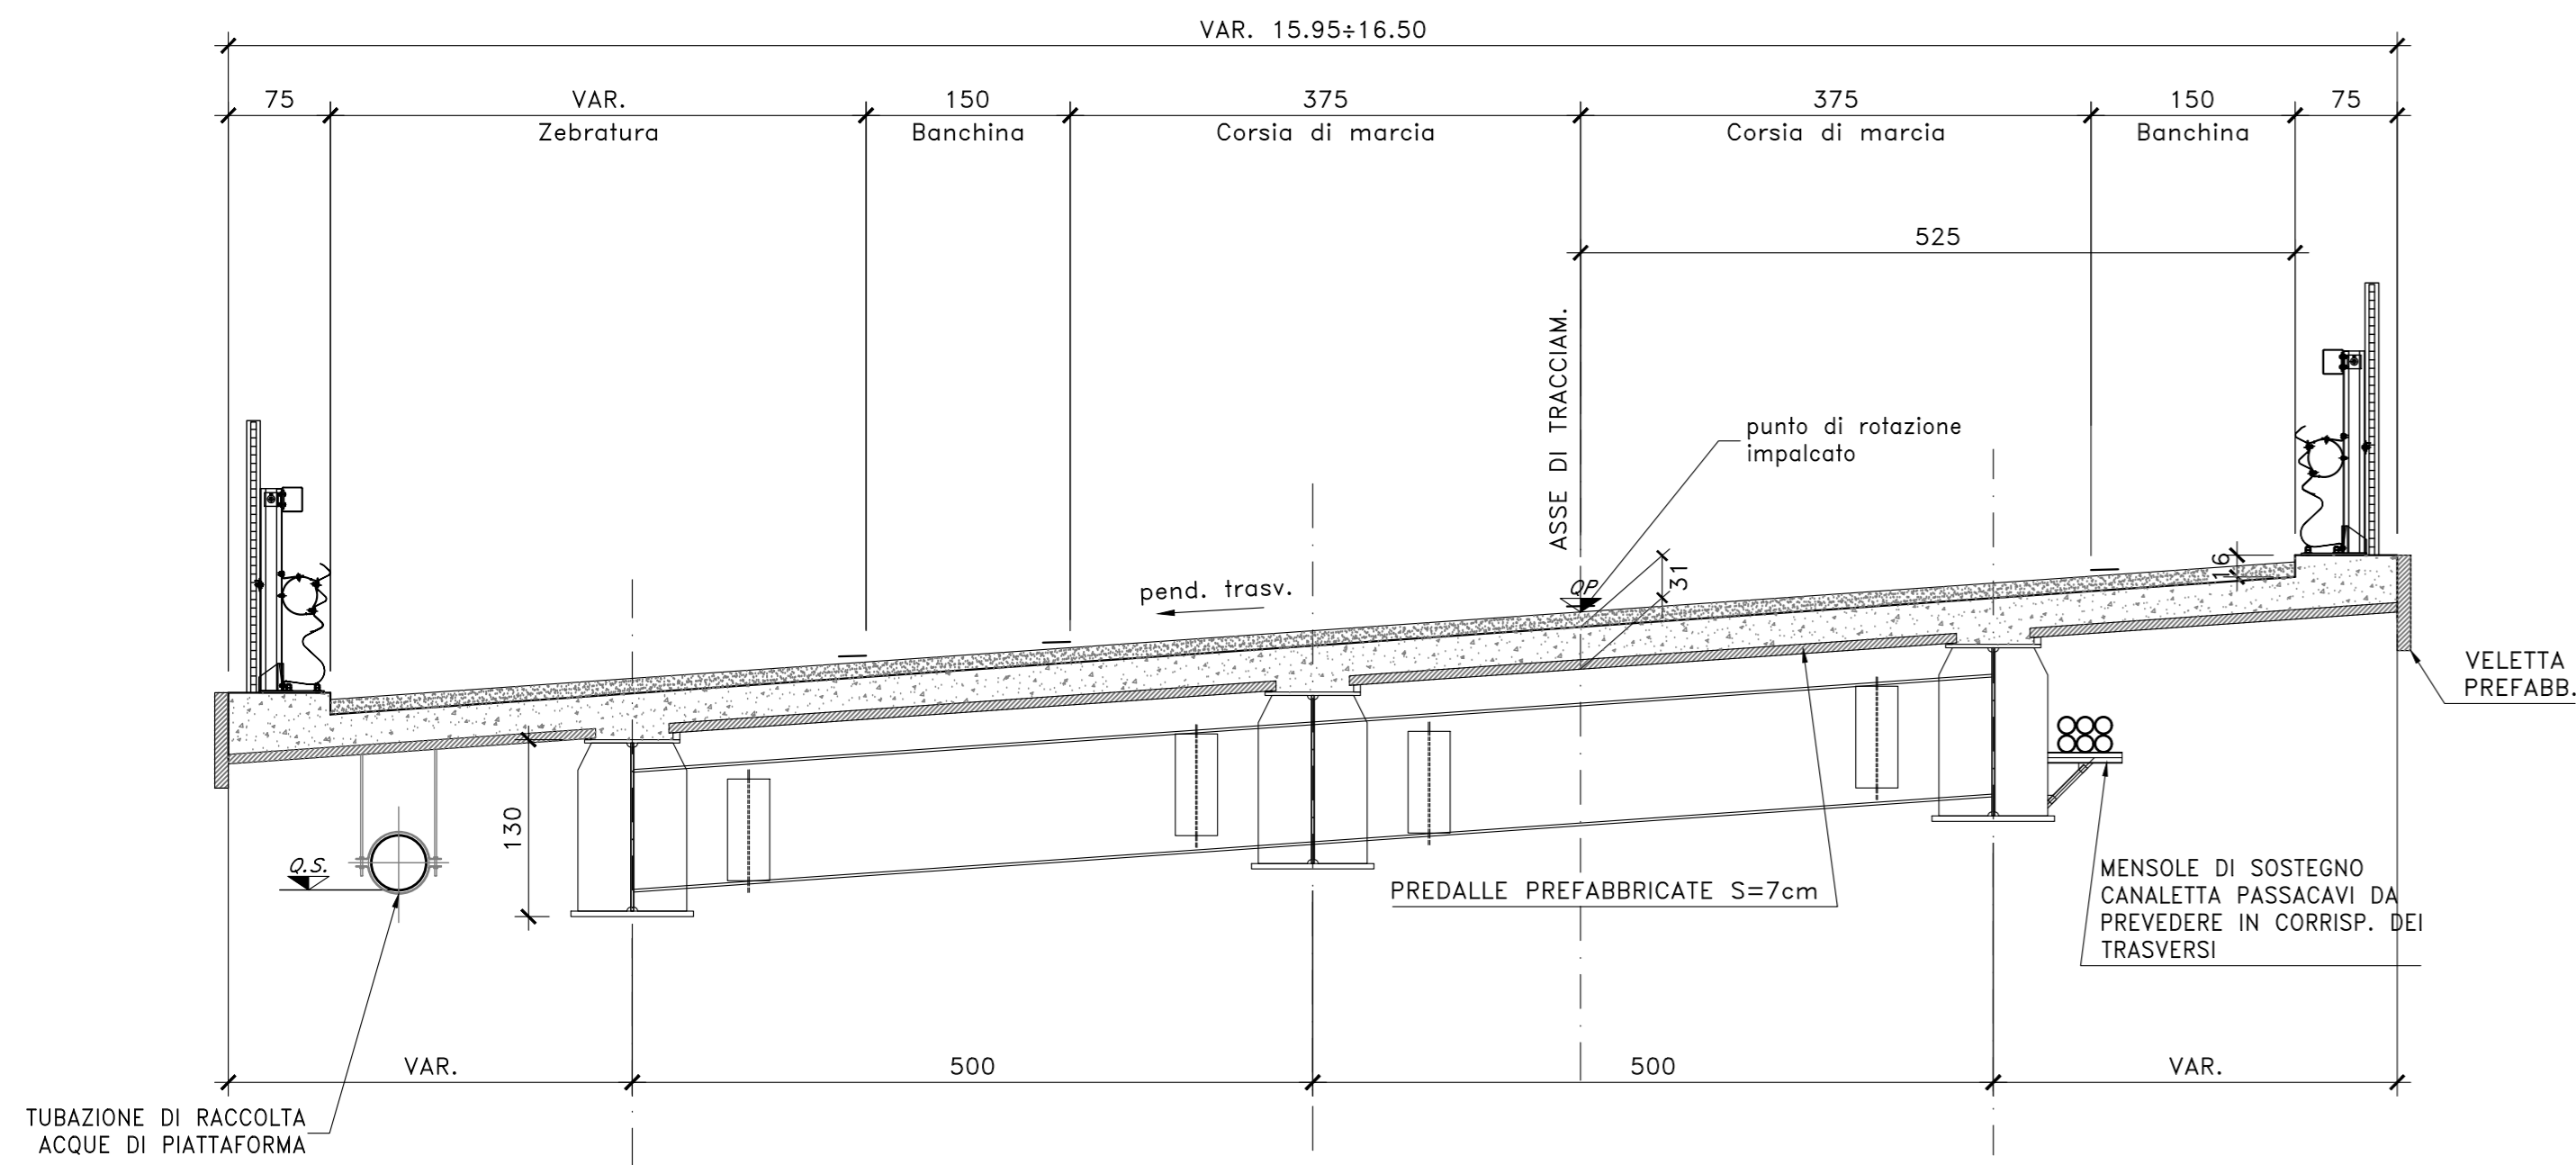 VAR. 15.95÷16.50
75
VAR.
150
375
375
150
75
Zebratura
Banchina
Corsia di marcia
Corsia di marcia
Banchina
525
ASSE DI TRACCIAM.
punto di rotazione
impalcato
pend. trasv.
QP
31
16
VELETTA
PREFABB.
130
Q.S.
PREDALLE PREFABBRICATE S=7cm
MENSOLE DI SOSTEGNO
CANALETTA PASSACAVI DA
PREVEDERE IN CORRISP. DEI
TRASVERSI
VAR.
500
500
VAR.
TUBAZIONE DI RACCOLTA
ACQUE DI PIATTAFORMA